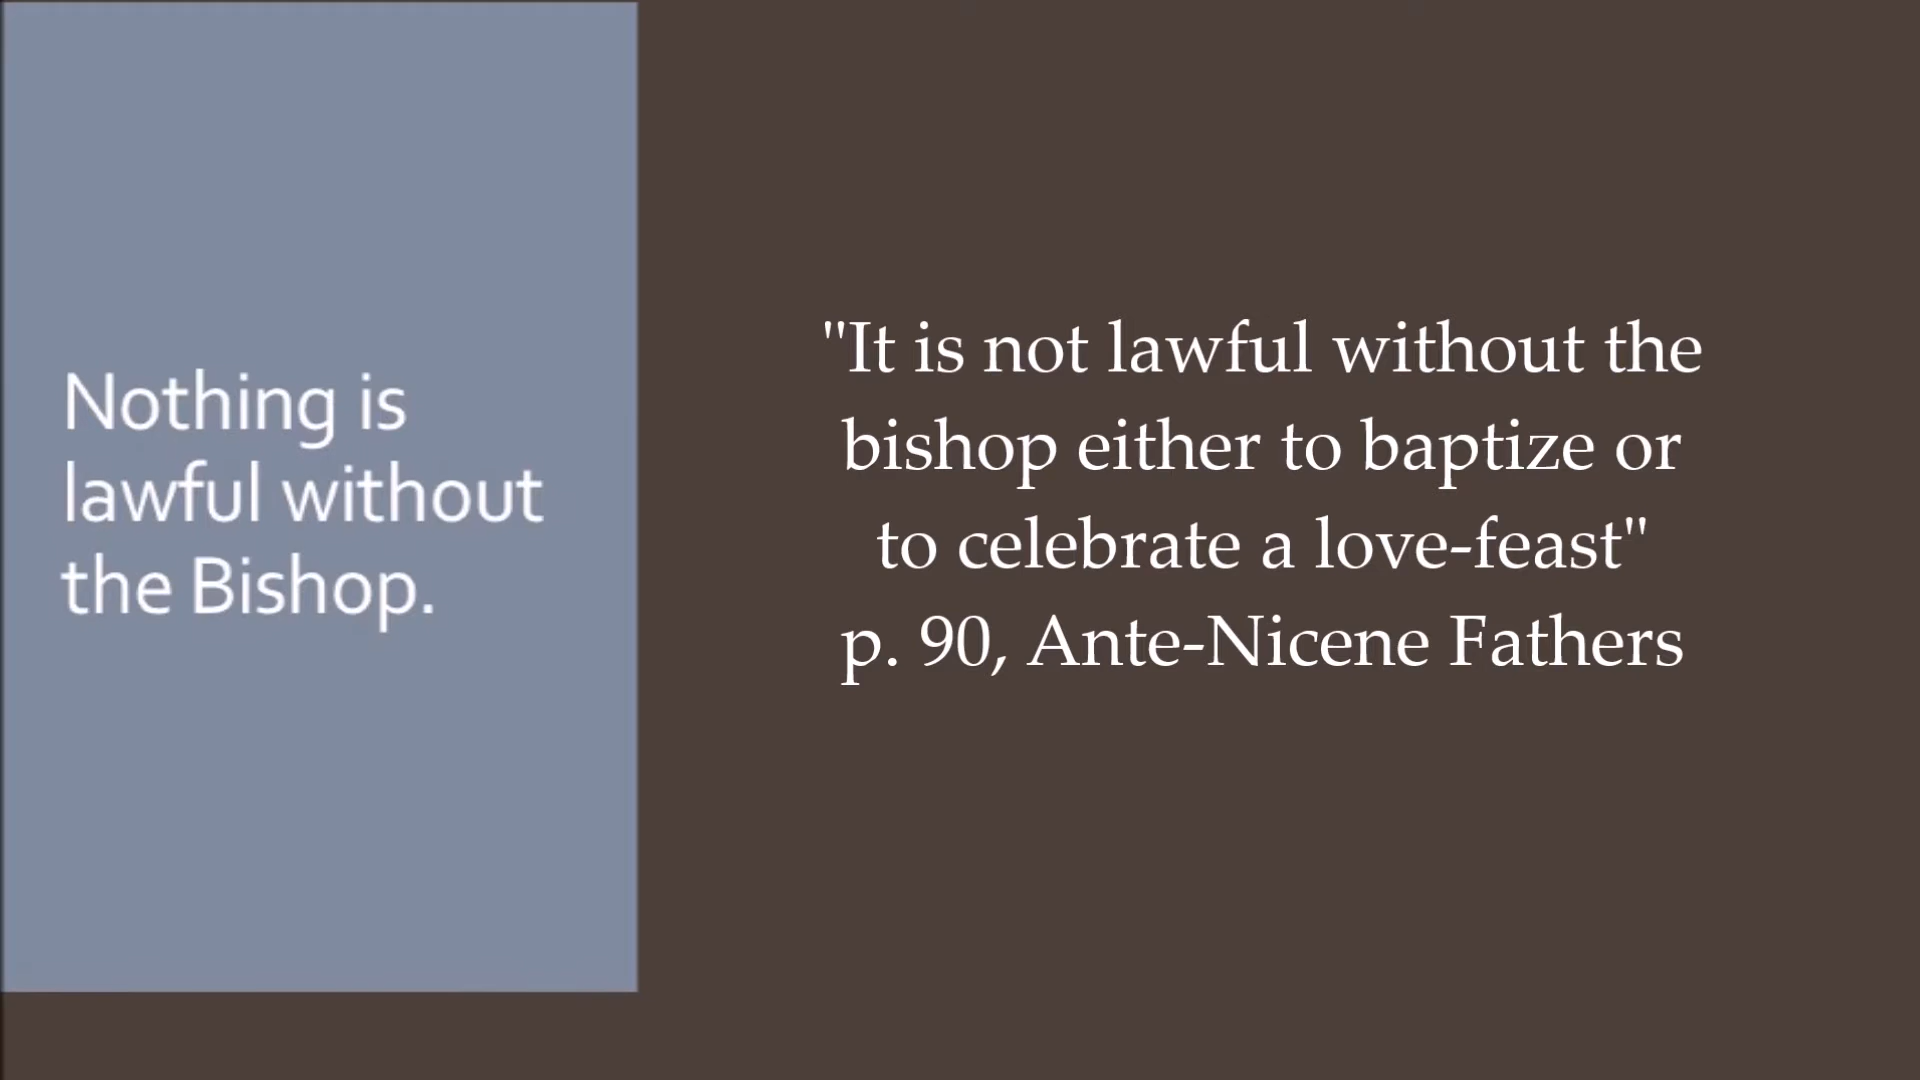 Nothing is
lawful without
the Bishop.
"It is not lawful without the
bishop either to baptize or
to celebrate a love-feast"
p. 90, Ante-Nicene Fathers